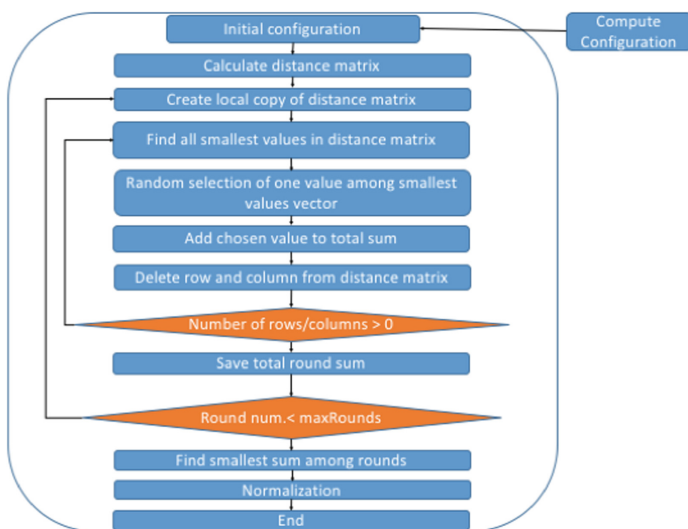 Initial configuration
Compute
Configuration
Calculate distance matrix
Create local copy of distance matrix
Find all smallest values in distance matrix
Random selection of one value among smallest
values vector
Add chosen value to total sum
Delete row and column from distance matrix
Number of rows/columns > 0
Save total round sum
Round num.< maxRounds
Find smallest sum among rounds
Normalization
End